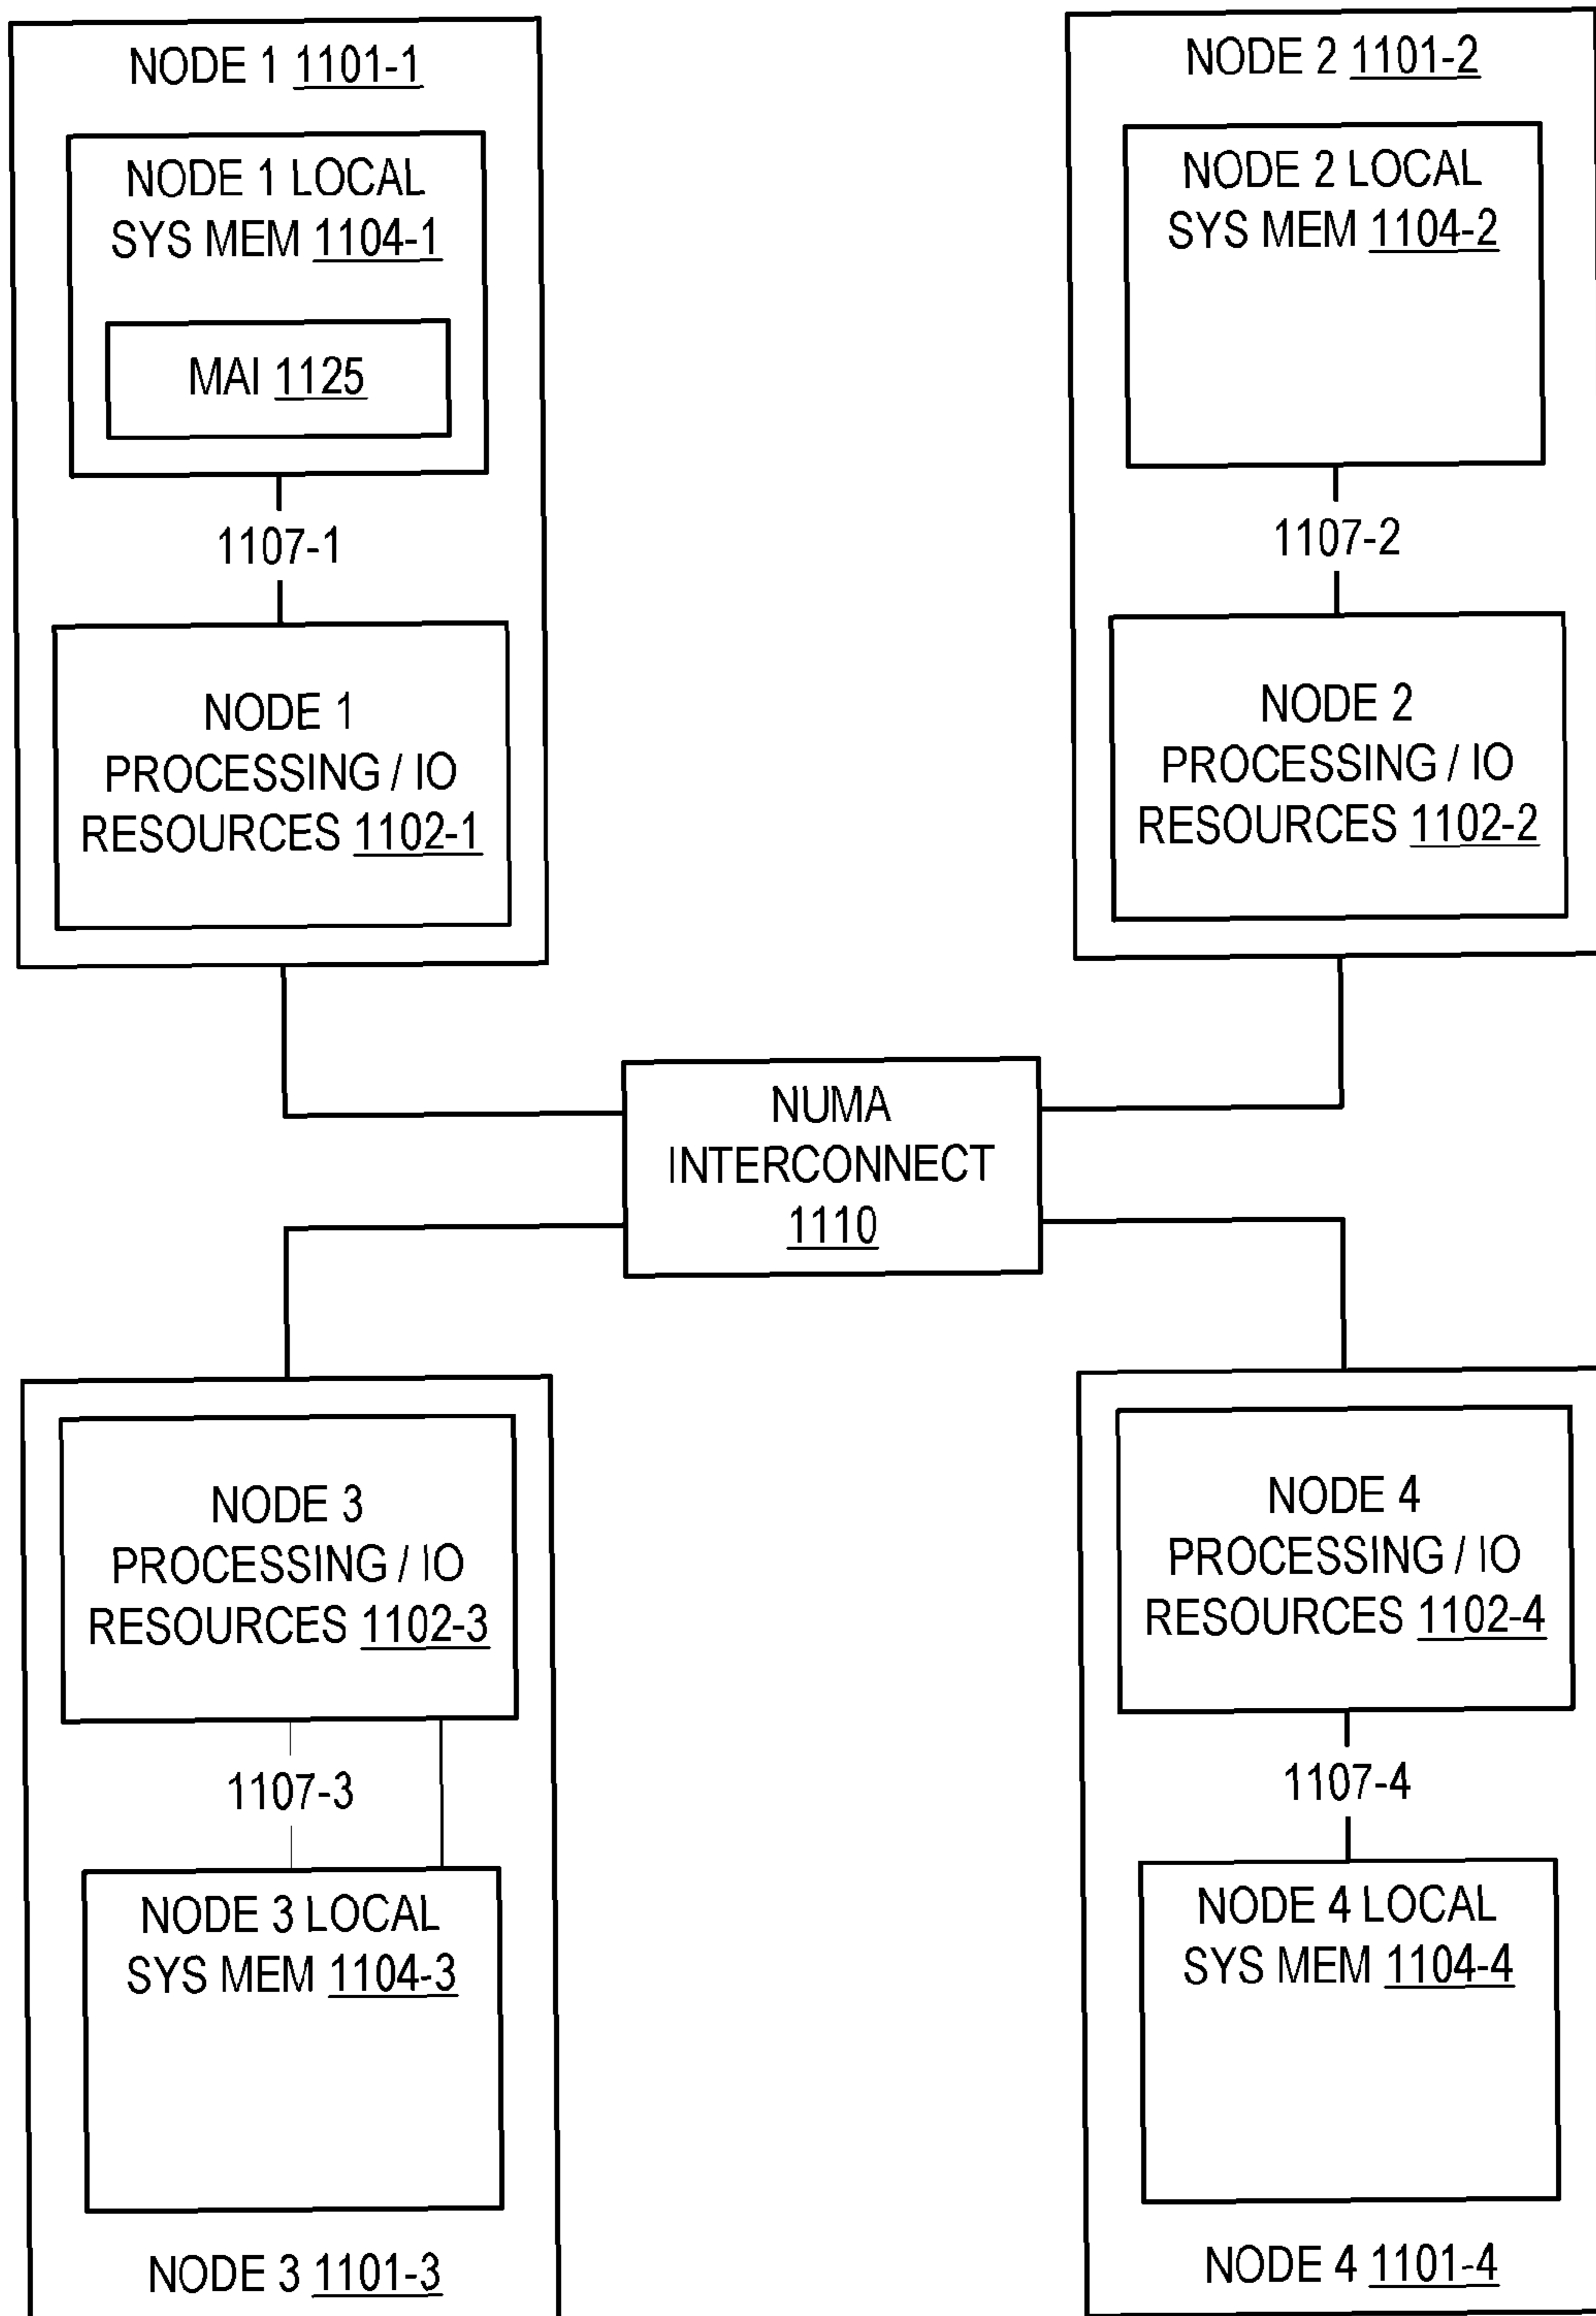 NODE 1 1101-1
NODE 1 LOCAL
SYS MEM 1104-1
MAI 1125
1107-1
NODE 1
PROCESSING / IO
RESOURCES 1102-1
NODE 2 1101-2
NODE 2 LOCAL
SYS MEM 1104-2
1107-2
NODE 2
PROCESSING / IO
RESOURCES 1102-2
NUMA
INTERCONNECT
1110
NODE 3
PROCESSING / IO
RESOURCES 1102-3
1107-3
NODE 3 LOCAL
SYS MEM 1104-3
NODE 3 1101-3
NODE 4
PROCESSING / IO
RESOURCES 1102-4
1107-4
NODE 4 LOCAL
SYS MEM 1104-4
NODE 4 1101-4